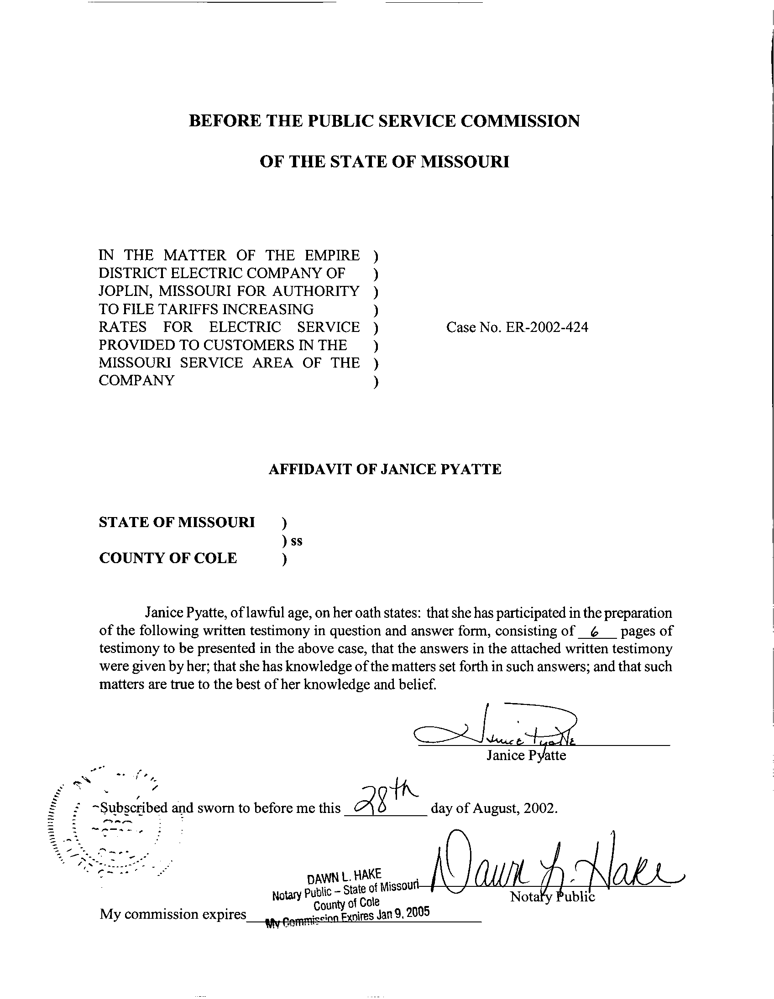 BEFORE THE PUBLIC SERVICE COMMISSION
OF THE STATE OF MISSOURI
IN THE MATTER OF THE EMPIRE )
DISTRICT ELECTRIC COMPANY OF )
JOPLIN, MISSOURI FOR AUTHORITY )
TO FILE TARIFFS INCREASING )
RATES FOR ELECTRIC SERVICE ) Case No. ER-2002-424
PROVIDED TO CUSTOMERS IN THE )
MISSOURI SERVICE AREA OF THE )
COMPANY )
AFFIDAVIT OF JANICE PYATTE
STATE OF MISSOURI )
) ss
COUNTY OF COLE )
Janice Pyatte, of lawful age, on her oath states: that she has participated in the preparation
of the following written testimony in question and answer form, consisting of 6 pages of
testimony to be presented in the above case, that the answers in the attached written testimony
were given by her; that she has knowledge of the matters set forth in such answers; and that such
matters are true to the best of her knowledge and belief.
Janice Pyatte
Janice Pyatte
Subscribed and sworn to before me this 28th day of August, 2002.
Dawn L. Hake
Notary Public
DAWN L. HAKE
Notary Public – State of Missouri
County of Cole
My commission expires My Commission Expires Jan 9, 2005